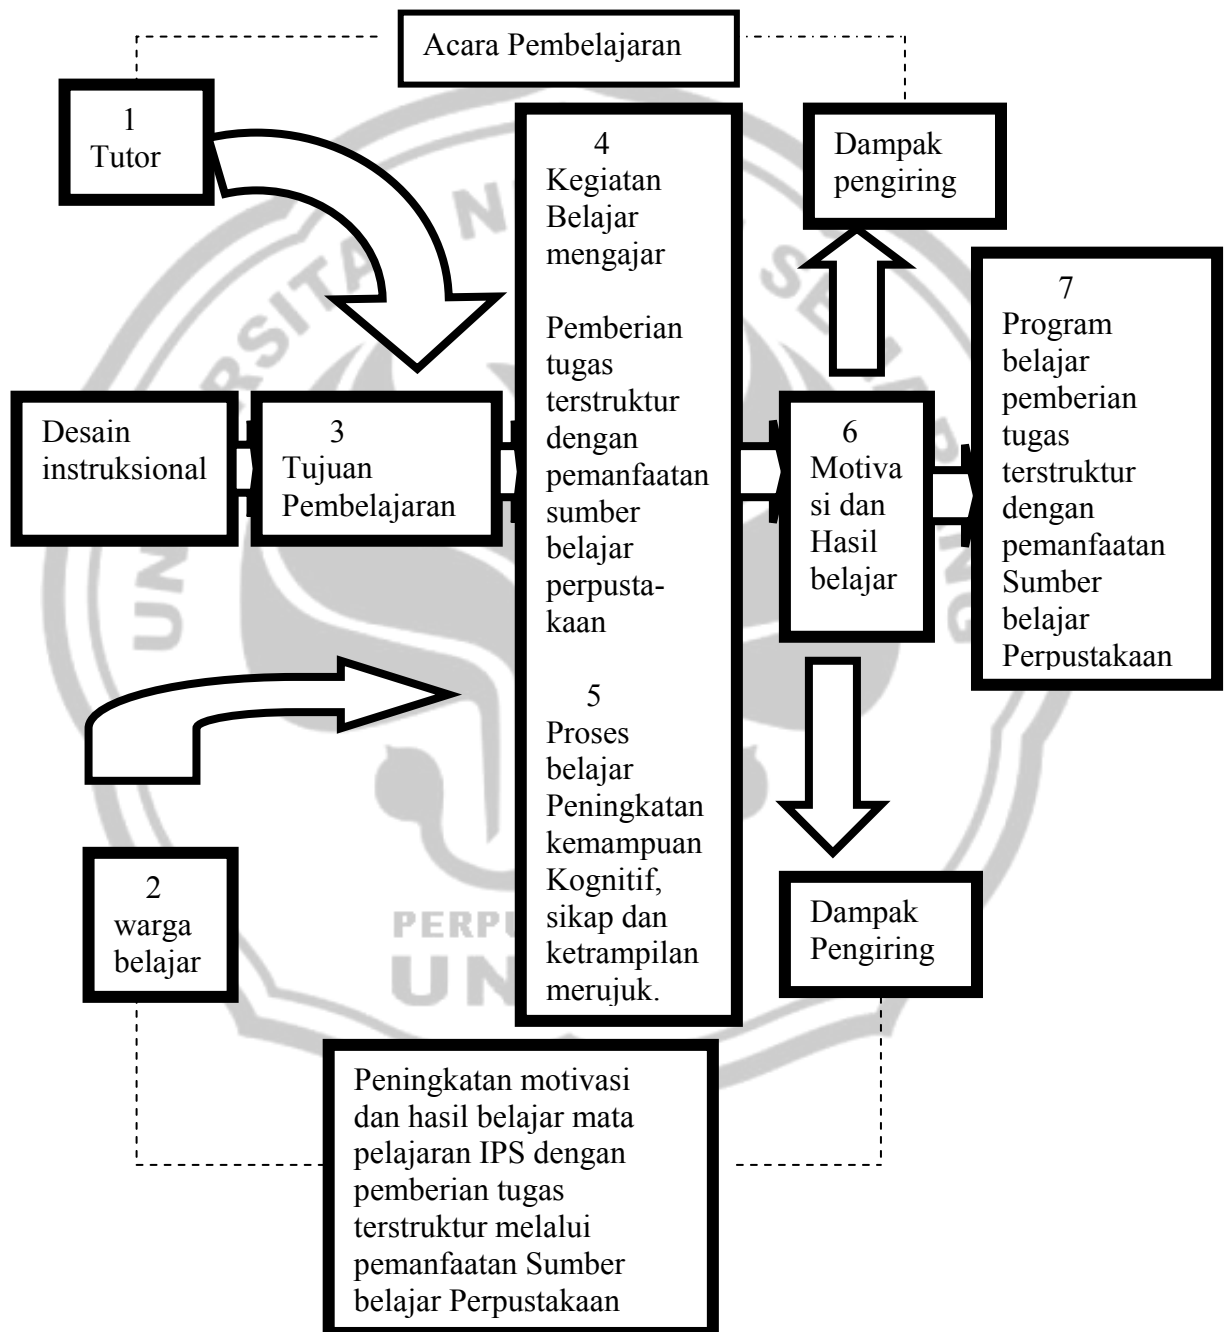 Acara Pembelajaran
1
Tutor
4
Kegiatan
Belajar
mengajar
Pemberian
tugas
terstruktur
dengan
pemanfaatan
sumber
belajar
perpusta-
kaan
5
Proses
belajar
Peningkatan
kemampuan
Kognitif,
sikap dan
ketrampilan
merujuk.
Dampak
pengiring
7
Program
belajar
pemberian
tugas
terstruktur
dengan
pemanfaatan
Sumber
belajar
Perpustakaan
Desain
instruksional
3
Tujuan
Pembelajaran
6
Motiva
si dan
Hasil
belajar
2
warga
belajar
Dampak
Pengiring
Peningkatan motivasi
dan hasil belajar mata
pelajaran IPS dengan
pemberian tugas
terstruktur melalui
pemanfaatan Sumber
belajar Perpustakaan